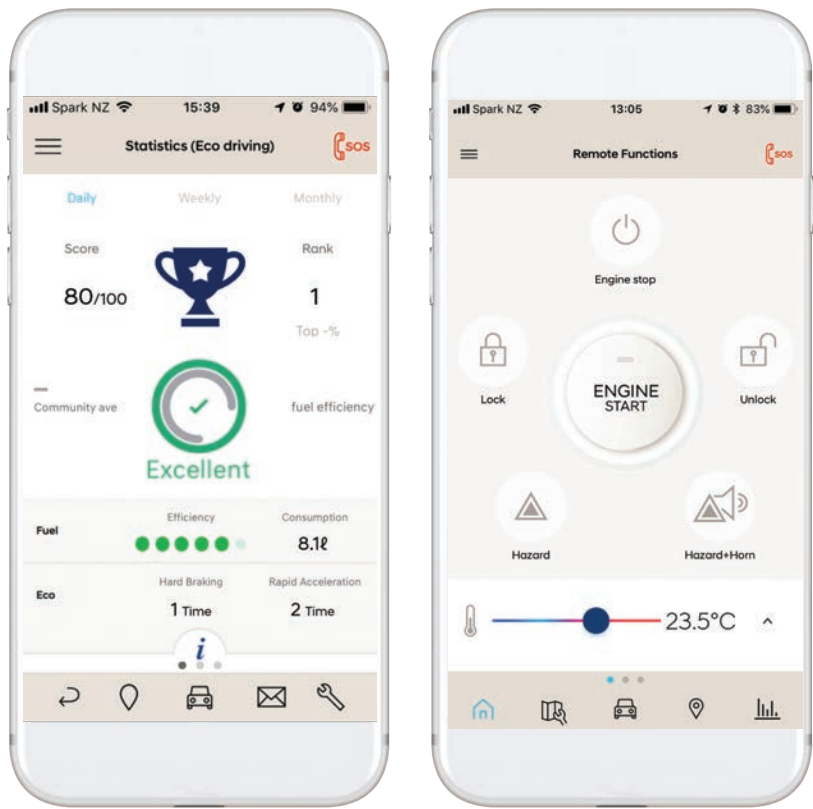 Spark NZ 15:39 94%
Statistics (Eco driving) SOS
Daily Weekly Monthly
Score Rank
80/100 1
Top -%
Community ave fuel efficiency
Excellent
Efficiency Consumption
Fuel 8.1ℓ
Hard Braking Rapid Acceleration
Eco
1 Time 2 Time
i
Spark NZ 13:05 83%
Remote Functions SOS
Engine stop
Lock ENGINE Unlock
START
Hazard Hazard+Horn
23.5°C